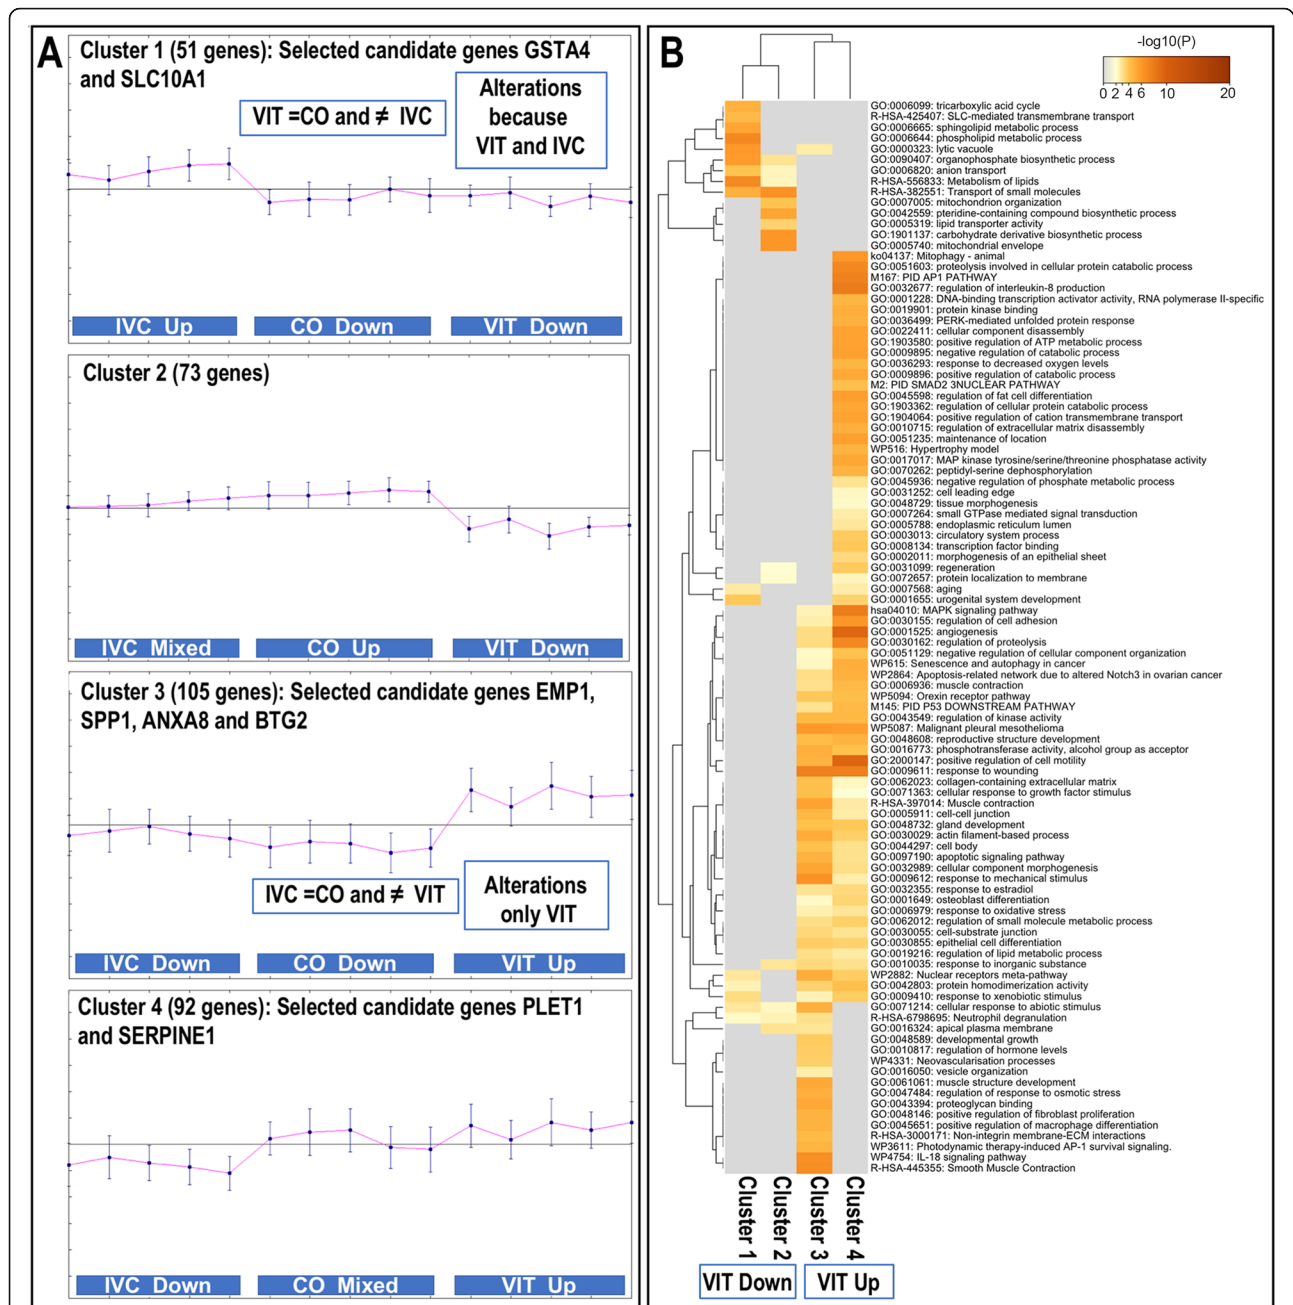 A
Cluster 1 (51 genes): Selected candidate genes GSTA4
and SLC10A1
VIT =CO and ≠ IVC
Alterations
because
VIT and IVC
IVC Up
CO Down
VIT Down
Cluster 2 (73 genes)
IVC Mixed
CO Up
VIT Down
Cluster 3 (105 genes): Selected candidate genes EMP1,
SPP1, ANXA8 and BTG2
IVC =CO and ≠ VIT
Alterations
only VIT
IVC Down
CO Down
VIT Up
Cluster 4 (92 genes): Selected candidate genes PLET1
and SERPINE1
IVC Down
CO Mixed
VIT Up
B
-log10(P)
0 2 4 6 10 20
GO:0006099: tricarboxylic acid cycle
R-HSA-425407: SLC-mediated transmembrane transport
GO:0006665: sphingolipid metabolic process
GO:0006644: phospholipid metabolic process
GO:0000323: lytic vacuole
GO:0090407: organophosphate biosynthetic process
GO:0006820: anion transport
R-HSA-556833: Metabolism of lipids
R-HSA-382551: Transport of small molecules
GO:0007005: mitochondrion organization
GO:0042559: pteridine-containing compound biosynthetic process
GO:0005319: lipid transporter activity
GO:1901137: carbohydrate derivative biosynthetic process
GO:0005740: mitochondrial envelope
ko04137: Mitophagy - animal
GO:0051603: proteolysis involved in cellular protein catabolic process
M167: PID AP1 PATHWAY
GO:0032677: regulation of interleukin-8 production
GO:0001228: DNA-binding transcription activator activity, RNA polymerase II-specific
GO:0019901: protein kinase binding
GO:0036499: PERK-mediated unfolded protein response
GO:0022411: cellular component disassembly
GO:1903580: positive regulation of ATP metabolic process
GO:0009895: negative regulation of catabolic process
GO:0036293: response to decreased oxygen levels
GO:0009896: positive regulation of catabolic process
M2: PID SMAD2 3NUCLEAR PATHWAY
GO:0045598: regulation of fat cell differentiation
GO:1903362: regulation of cellular protein catabolic process
GO:1904064: positive regulation of cation transmembrane transport
GO:0010715: regulation of extracellular matrix disassembly
GO:0051235: maintenance of location
WP516: Hypertrophy model
GO:0017017: MAP kinase tyrosine/serine/threonine phosphatase activity
GO:0070262: peptidyl-serine dephosphorylation
GO:0045936: negative regulation of phosphate metabolic process
GO:0031252: cell leading edge
GO:0048729: tissue morphogenesis
GO:0007264: small GTPase mediated signal transduction
GO:0005788: endoplasmic reticulum lumen
GO:0003013: circulatory system process
GO:0008134: transcription factor binding
GO:0002011: morphogenesis of an epithelial sheet
GO:0031099: regeneration
GO:0072657: protein localization to membrane
GO:0007568: aging
GO:0001655: urogenital system development
hsa04010: MAPK signaling pathway
GO:0030155: regulation of cell adhesion
GO:0001525: angiogenesis
GO:0030162: regulation of proteolysis
GO:0051129: negative regulation of cellular component organization
WP615: Senescence and autophagy in cancer
WP2864: Apoptosis-related network due to altered Notch3 in ovarian cancer
GO:0006936: muscle contraction
WP5094: Orexin receptor pathway
M145: PID P53 DOWNSTREAM PATHWAY
GO:0043549: regulation of kinase activity
WP5087: Malignant pleural mesothelioma
GO:0048608: reproductive structure development
GO:0016773: phosphotransferase activity, alcohol group as acceptor
GO:2000147: positive regulation of cell motility
GO:0009611: response to wounding
GO:0062023: collagen-containing extracellular matrix
GO:0071363: cellular response to growth factor stimulus
R-HSA-397014: Muscle contraction
GO:0005911: cell-cell junction
GO:0048732: gland development
GO:0030029: actin filament-based process
GO:0044297: cell body
GO:0097190: apoptotic signaling pathway
GO:0032989: cellular component morphogenesis
GO:0009612: response to mechanical stimulus
GO:0032355: response to estradiol
GO:0001649: osteoblast differentiation
GO:0006979: response to oxidative stress
GO:0062012: regulation of small molecule metabolic process
GO:0030055: cell-substrate junction
GO:0030855: epithelial cell differentiation
GO:0019216: regulation of lipid metabolic process
GO:0010035: response to inorganic substance
WP2882: Nuclear receptors meta-pathway
GO:0042803: protein homodimerization activity
GO:0009410: response to xenobiotic stimulus
GO:0071214: cellular response to abiotic stimulus
R-HSA-6798695: Neutrophil degranulation
GO:0016324: apical plasma membrane
GO:0048589: developmental growth
GO:0010817: regulation of hormone levels
WP4331: Neovascularisation processes
GO:0016050: vesicle organization
GO:0061061: muscle structure development
GO:0047484: regulation of response to osmotic stress
GO:0043394: proteoglycan binding
GO:0048146: positive regulation of fibroblast proliferation
GO:0045651: positive regulation of macrophage differentiation
R-HSA-3000171: Non-integrin membrane-ECM interactions
WP3611: Photodynamic therapy-induced AP-1 survival signaling.
WP4754: IL-18 signaling pathway
R-HSA-445355: Smooth Muscle Contraction
Cluster 1
Cluster 2
Cluster 3
Cluster 4
VIT Down
VIT Up